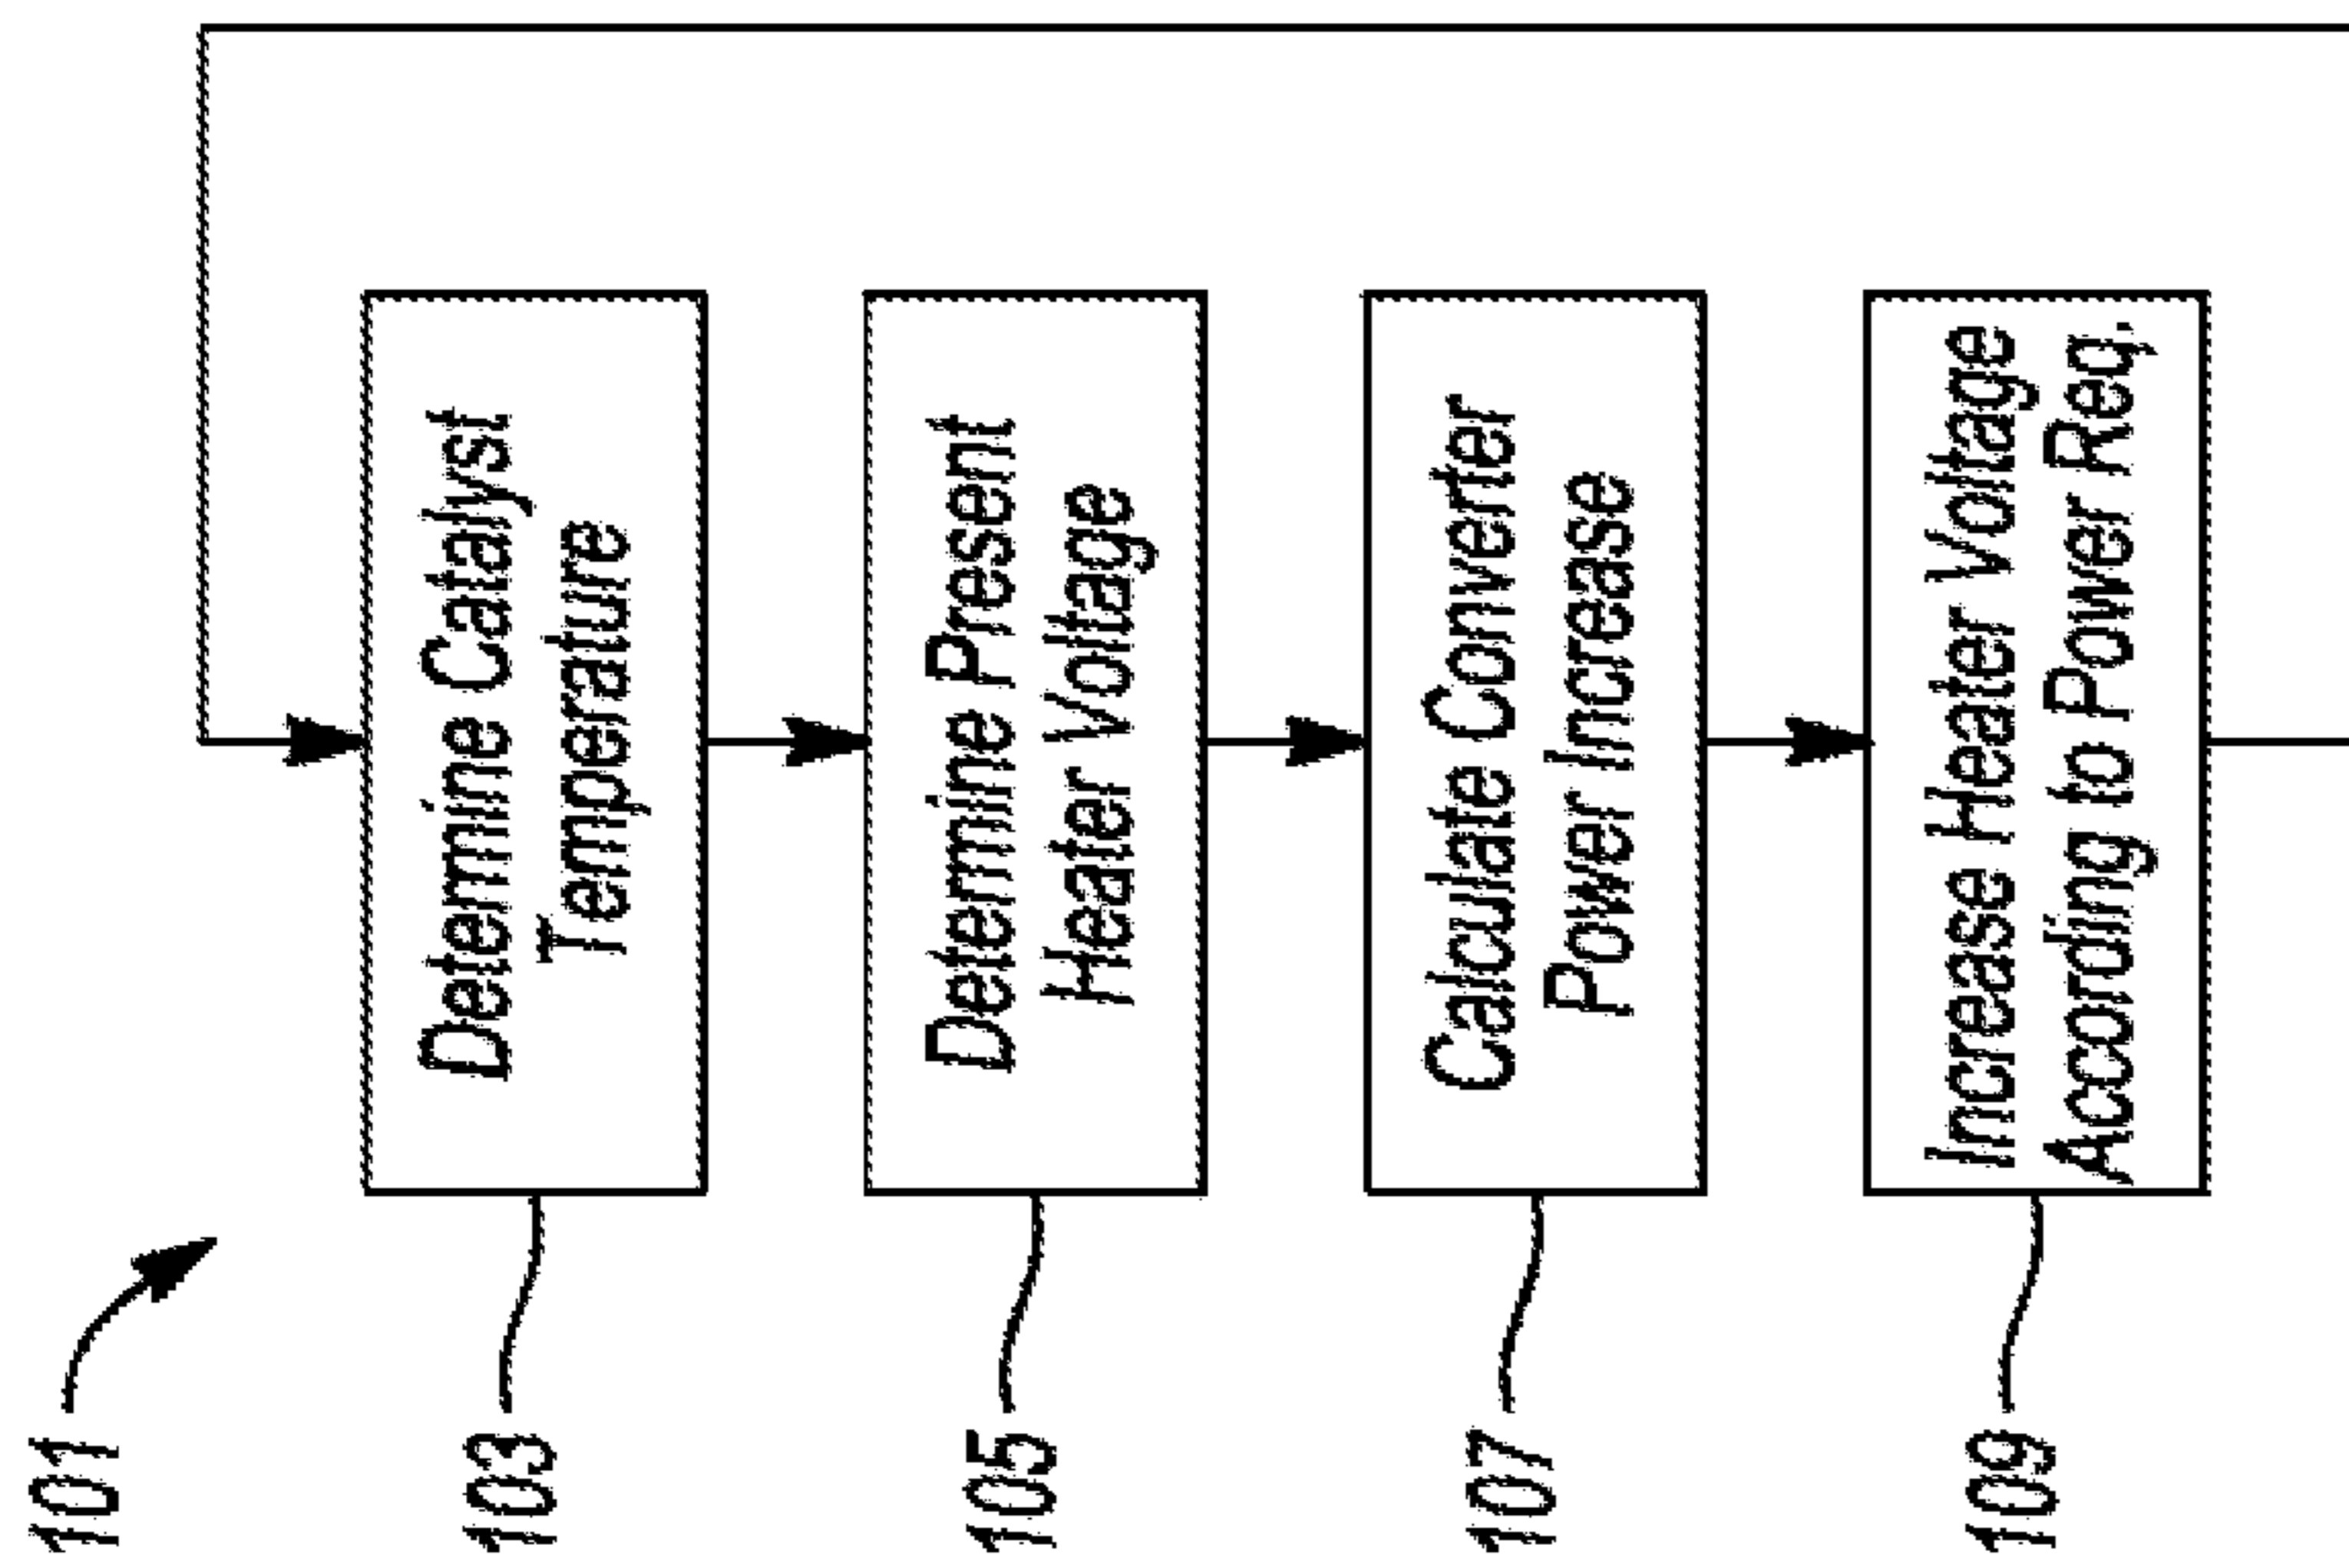 101
103
Determine Catalyst
Temperature
105
Determine Present
Heater Voltage
107
Calculate Converter
Power Increase
109
Increase Heater Voltage
According to Power Req.